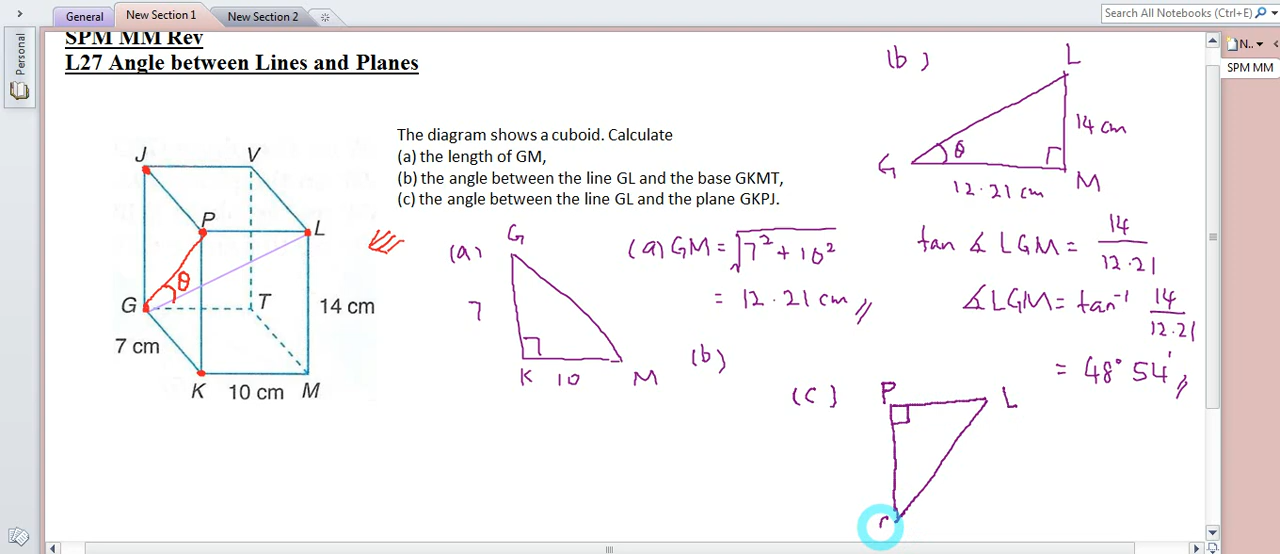 General
New Section 1
New Section 2
Search All Notebooks (Ctrl+E)
Personal
N..
SPM MM
SPM MM Rev
L27 Angle between Lines and Planes
The diagram shows a cuboid. Calculate
(a) the length of GM,
(b) the angle between the line GL and the base GKMT,
(c) the angle between the line GL and the plane GKPJ.
J
V
P
L
θ
G
T
14 cm
7 cm
K
10 cm
M
(a)
G
7
K
10
M
(a) GM = √7² + 10²
= 12.21 cm //
(b)
(b)
L
14 cm
G
θ
12.21 cm
M
tan ∡ LGM = 14/12.21
∡LGM = tan⁻¹ 14/12.21
= 48° 54' //
(c)
P
L